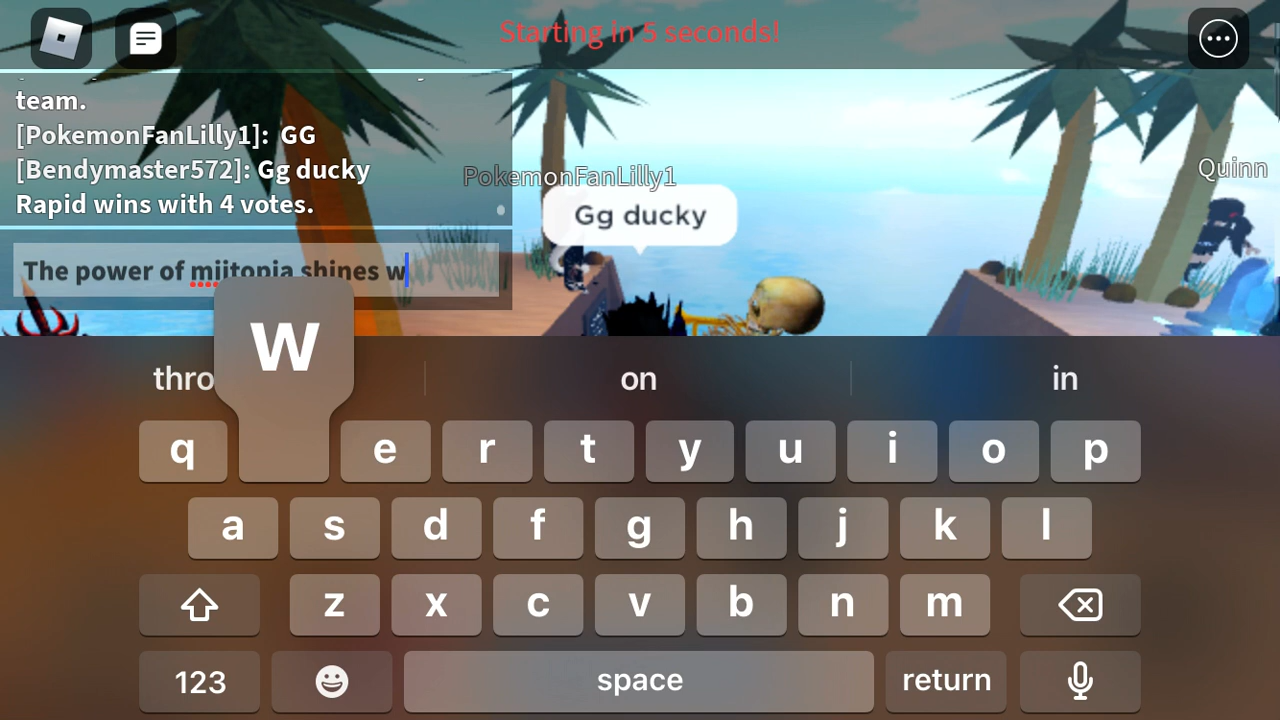 Starting in 5 seconds!
team.
[PokemonFanLilly1]: GG
[Bendymaster572]: Gg ducky
Rapid wins with 4 votes.
PokemonFanLilly1
Gg ducky
Quinn
The power of miitopia shines w
W
thro on in
q e r t y u i o p
a s d f g h j k l
z x c v b n m
123 space return